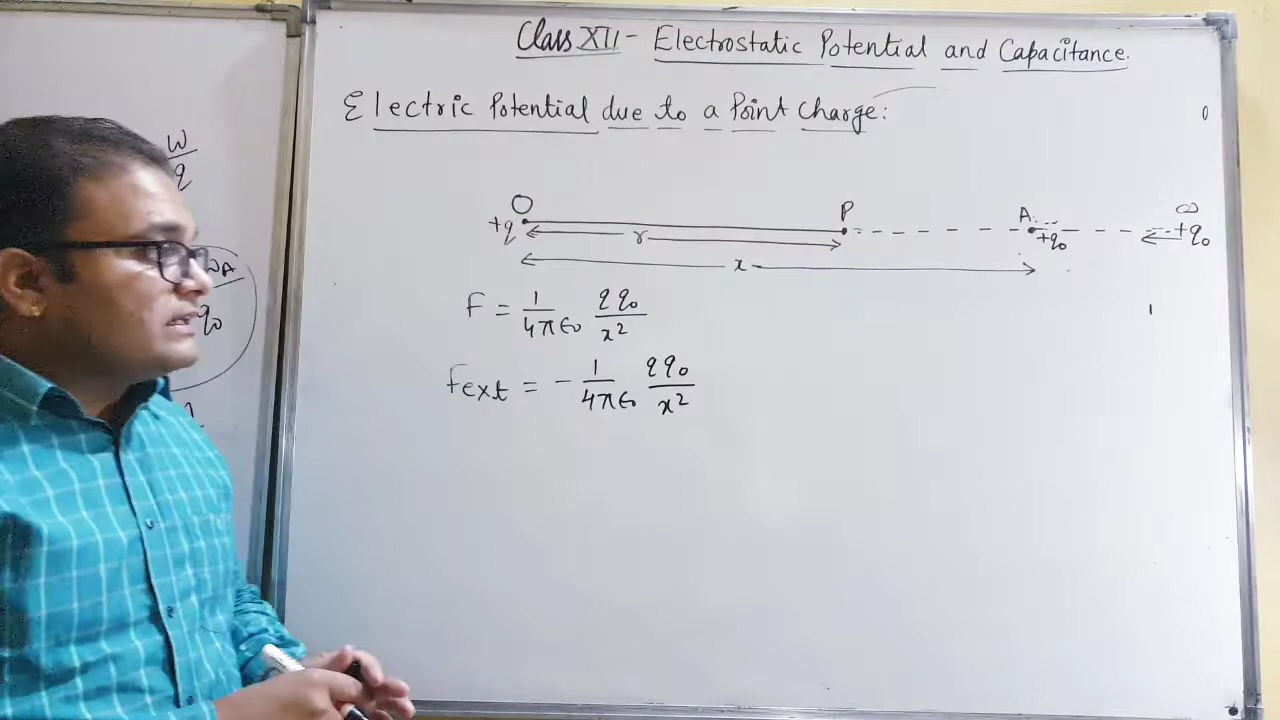 Class XII - Electrostatic Potential and Capacitance.
Electric Potential due to a Point Charge:
W
q
O P A ∞
+q +q₀ +q₀
r
x
F = 1/4πε₀ qq₀/x²
Fext = - 1/4πε₀ qq₀/x²
q₀